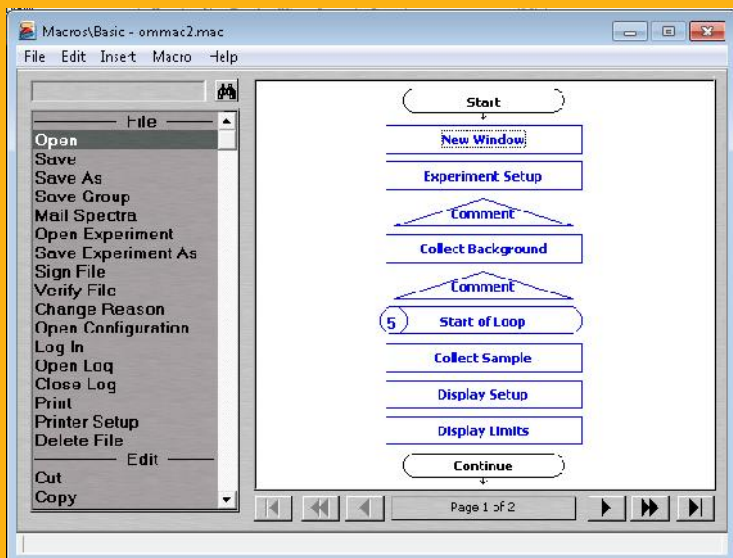 Macros\Basic - ommac2.mac
File Edit Insert Macro Help
File
Open
Save
Save As
Save Group
Mail Spectra
Open Experiment
Save Experiment As
Sign File
Verify File
Change Reason
Open Configuration
Log In
Open Log
Close Log
Print
Printer Setup
Delete File
Edit
Cut
Copy
Start
New Window
Experiment Setup
Comment
Collect Background
Comment
5 Start of Loop
Collect Sample
Display Setup
Display Limits
Continue
Page 1 of 2